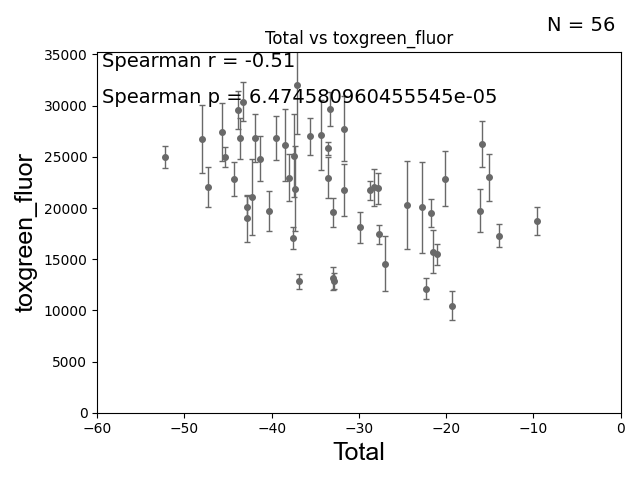 N = 56
Total vs toxgreen_fluor
Spearman r = -0.51
Spearman p = 6.474580960455545e-05
35000
30000
25000
20000
15000
10000
5000
0
toxgreen_fluor
−60 −50 −40 −30 −20 −10 0
Total